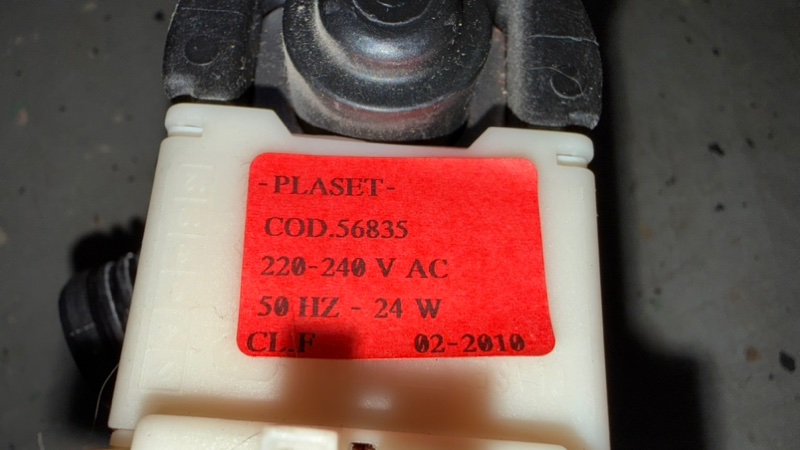 -PLASET-
COD.56835
220-240 V AC
50 HZ - 24 W
CL.F 02-2010